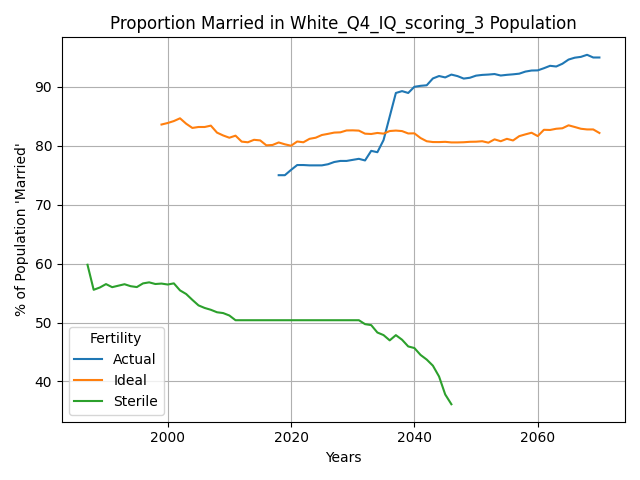 Proportion Married in White_Q4_IQ_scoring_3 Population
% of Population 'Married'
90
80
70
60
50
40
Fertility
Actual
Ideal
Sterile
2000
2020
2040
2060
Years